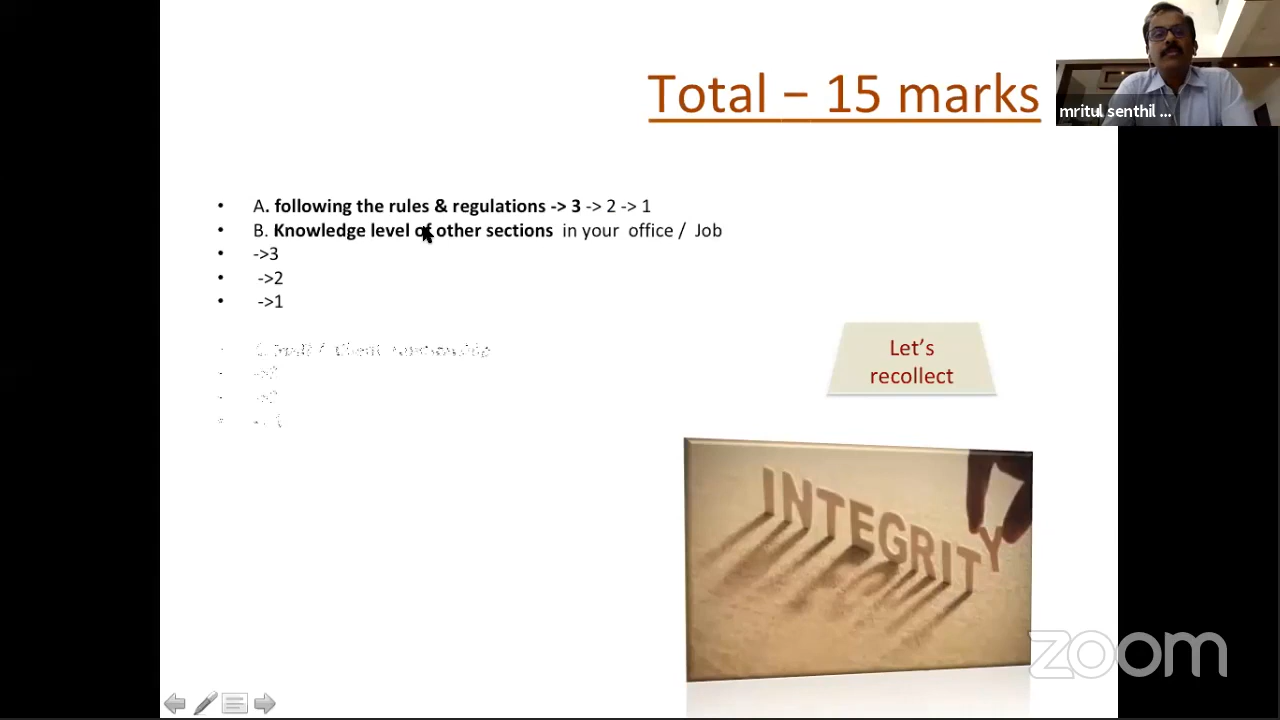 Total – 15 marks
mritul senthil ...
• A. following the rules & regulations -> 3 -> 2 -> 1
• B. Knowledge level of other sections in your office / Job
• ->3
• ->2
• ->1
Let's
recollect
INTEGRITY
zoom